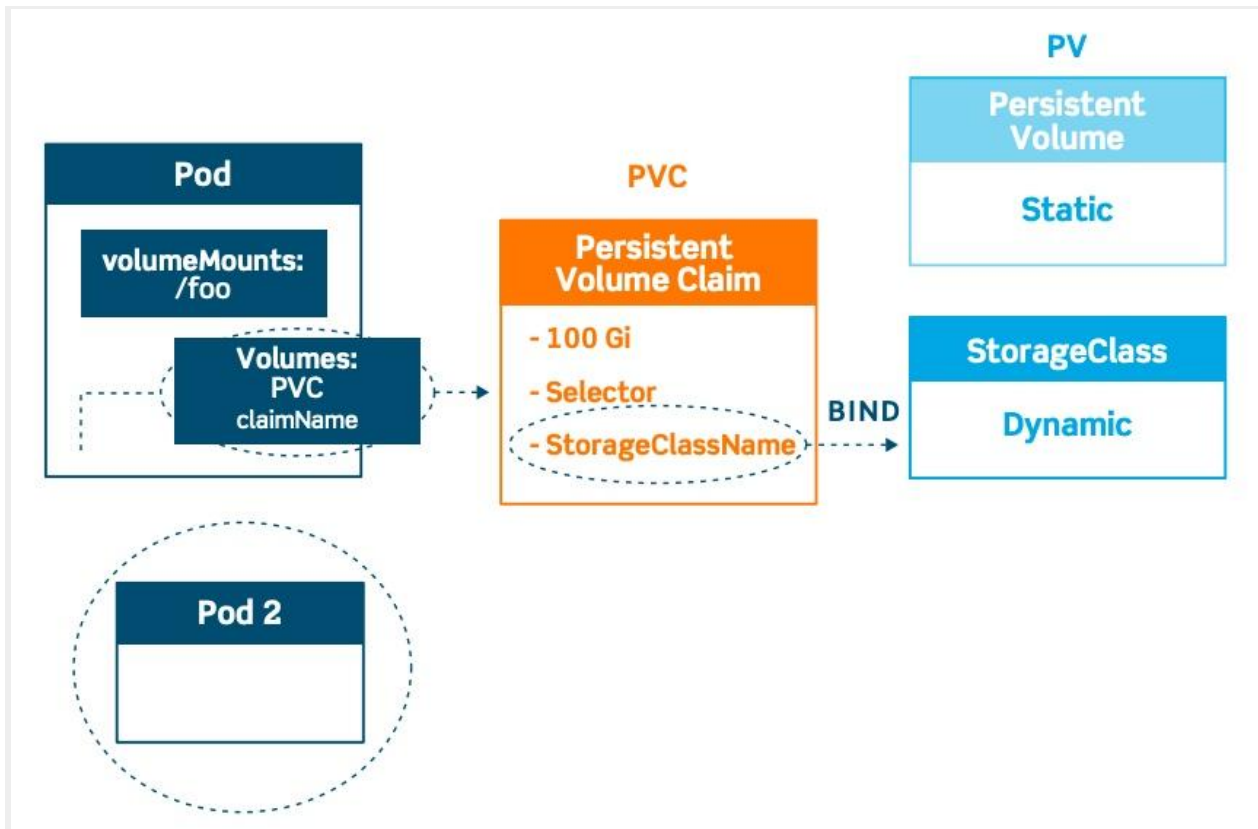 Pod
volumeMounts:
/foo
Volumes:
PVC
claimName
Pod 2
PVC
Persistent
Volume Claim
- 100 Gi
- Selector
- StorageClassName
BIND
PV
Persistent
Volume
Static
StorageClass
Dynamic